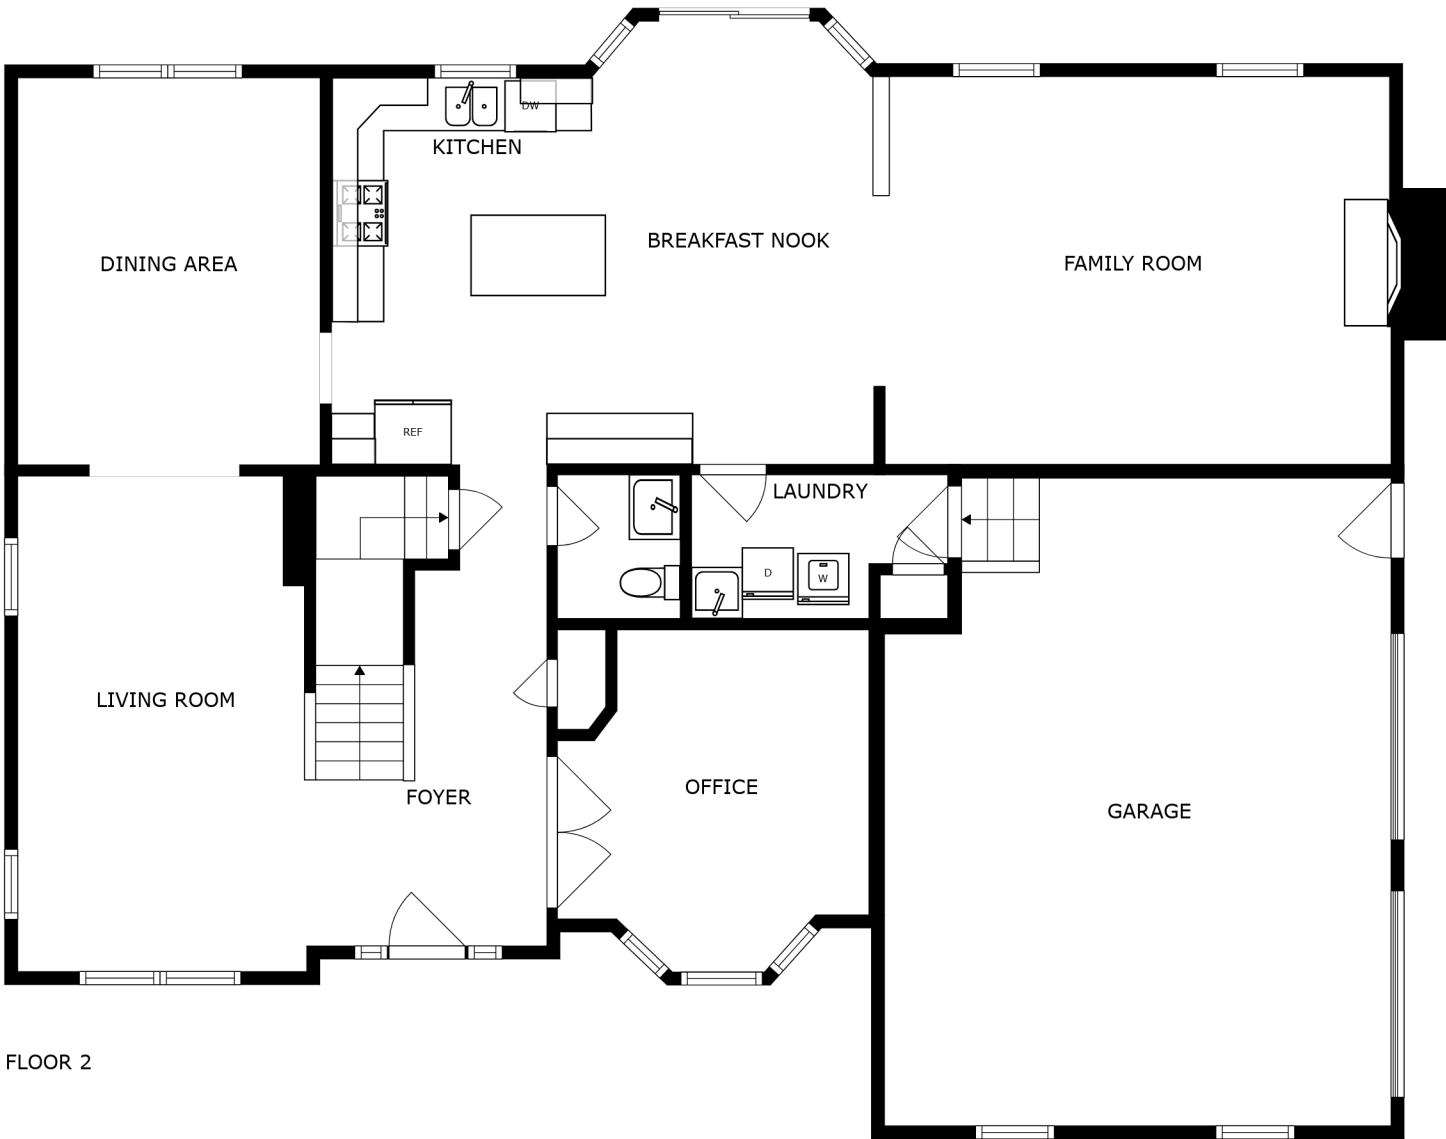 DW
KITCHEN
BREAKFAST NOOK
DINING AREA
FAMILY ROOM
REF
LAUNDRY
D
W
LIVING ROOM
OFFICE
FOYER
GARAGE
FLOOR 2